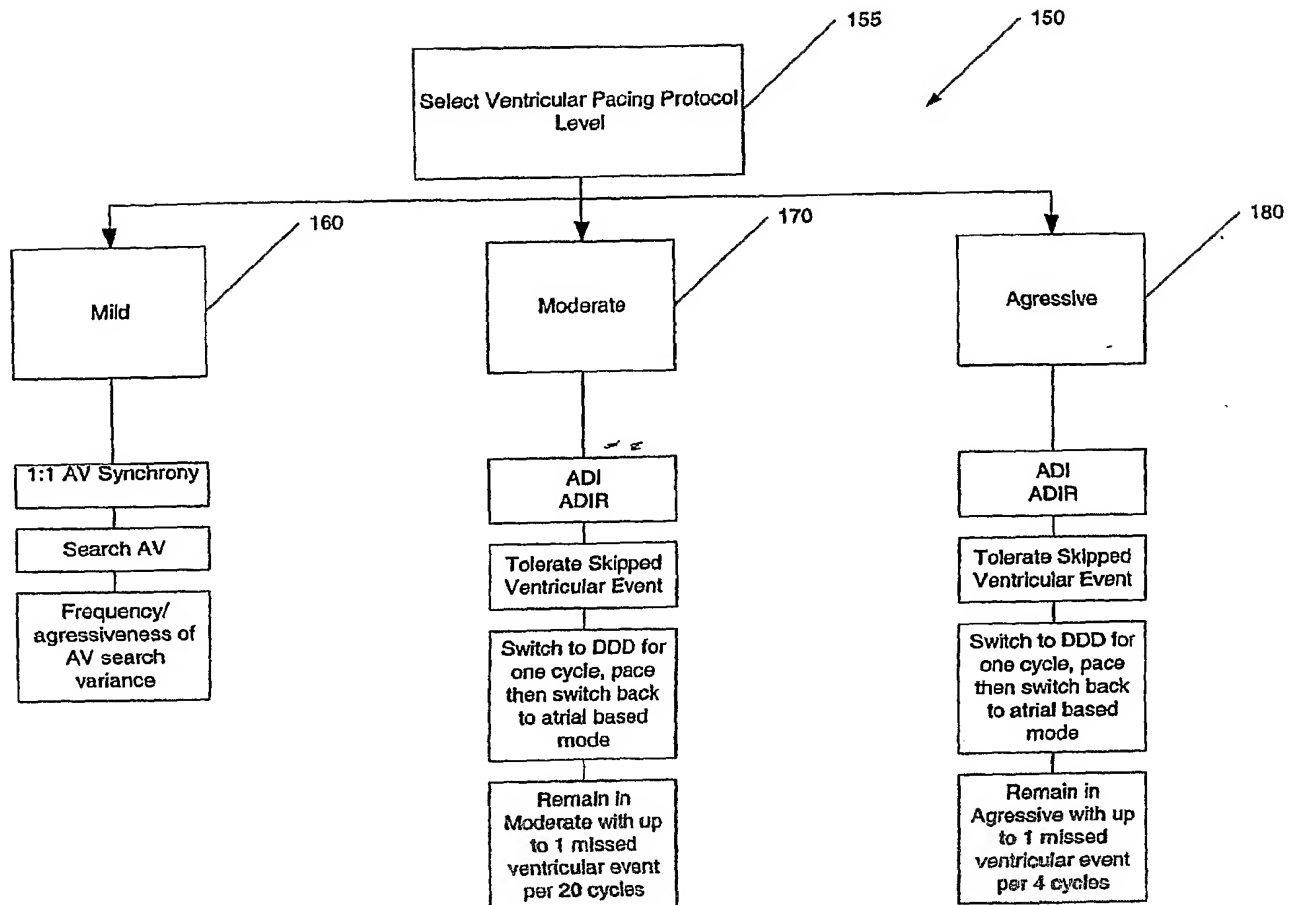 155
150
Select Ventricular Pacing Protocol
Level
160
170
180
Mild
Moderate
Agressive
1:1 AV Synchrony
Search AV
Frequency/
agressiveness of
AV search
variance
ADI
ADIR
Tolerate Skipped
Ventricular Event
Switch to DDD for
one cycle, pace
then switch back
to atrial based
mode
Remain in
Moderate with up
to 1 missed
ventricular event
per 20 cycles
ADI
ADIR
Tolerate Skipped
Ventricular Event
Switch to DDD for
one cycle, pace
then switch back
to atrial based
mode
Remain in
Agressive with up
to 1 missed
ventricular event
per 4 cycles